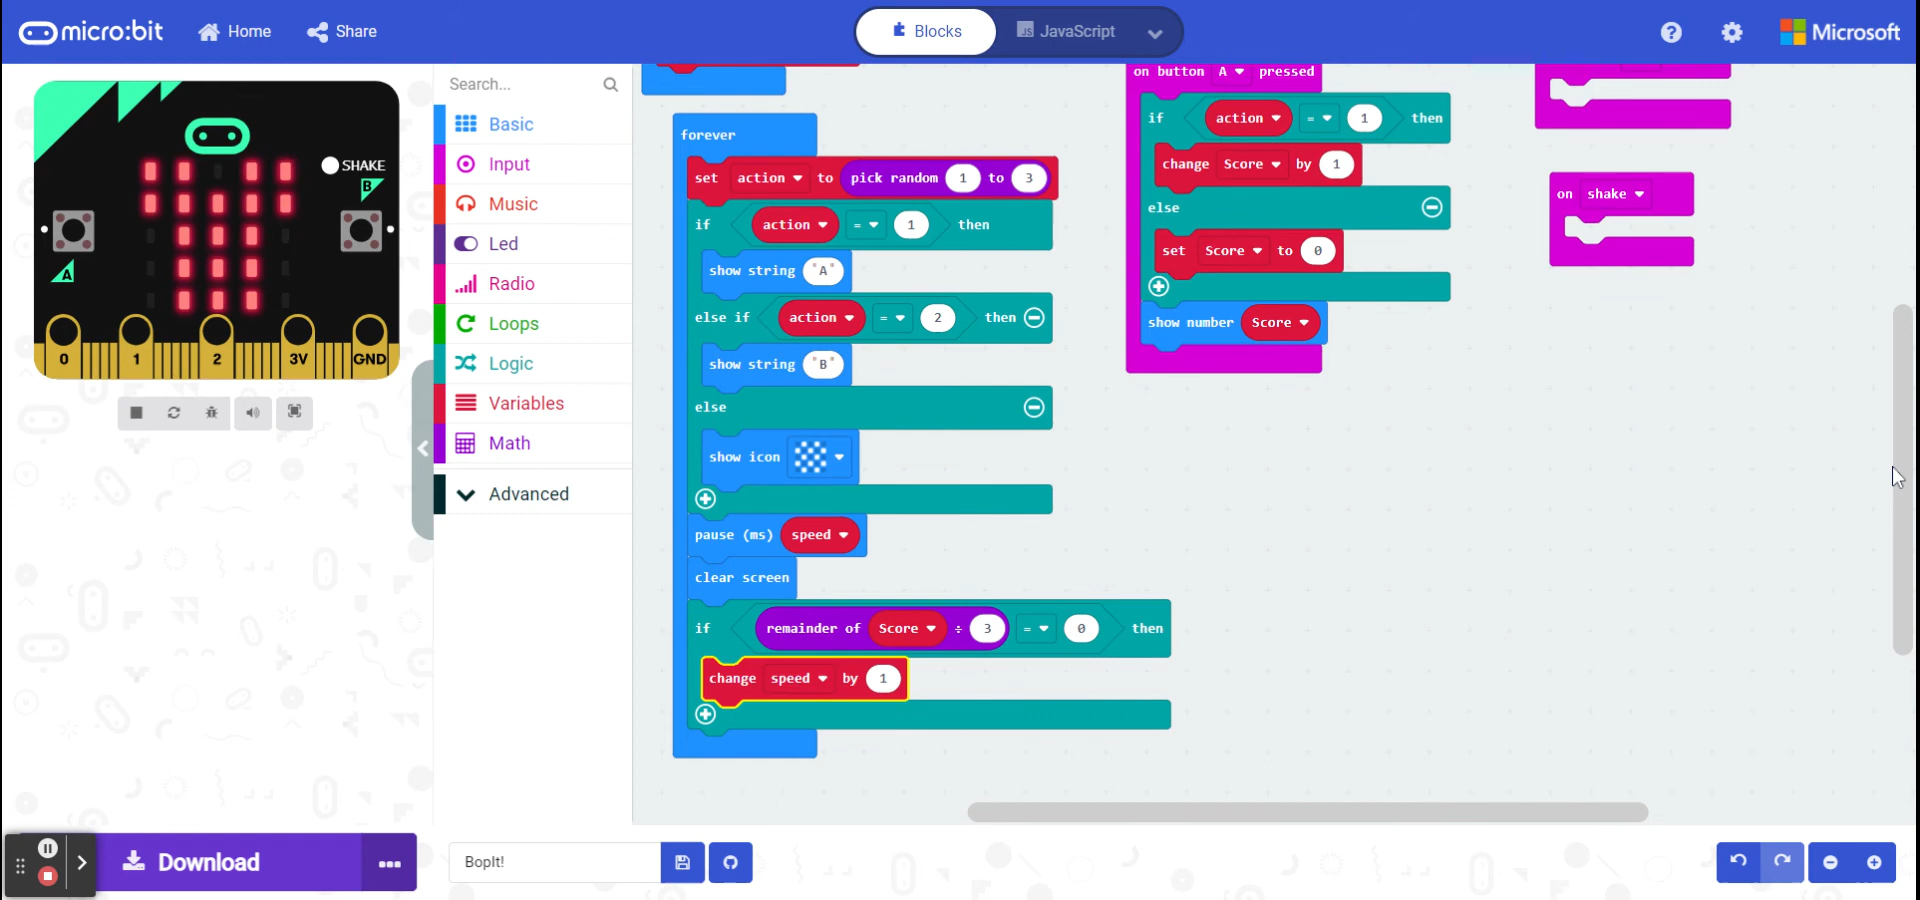 micro:bit Home Share Blocks JS JavaScript ? Microsoft
SHAKE
B
A
0 1 2 3V GND
Search...
Basic
Input
Music
Led
Radio
Loops
Logic
Variables
Math
Advanced
forever
set action to pick random 1 to 3
if action = 1 then
show string "A"
else if action = 2 then
show string "B"
else
show icon
pause (ms) speed
clear screen
if remainder of Score ÷ 3 = 0 then
change speed by 1
on button A pressed
if action = 1 then
change Score by 1
else
set Score to 0
show number Score
on shake
Download ...
BopIt!